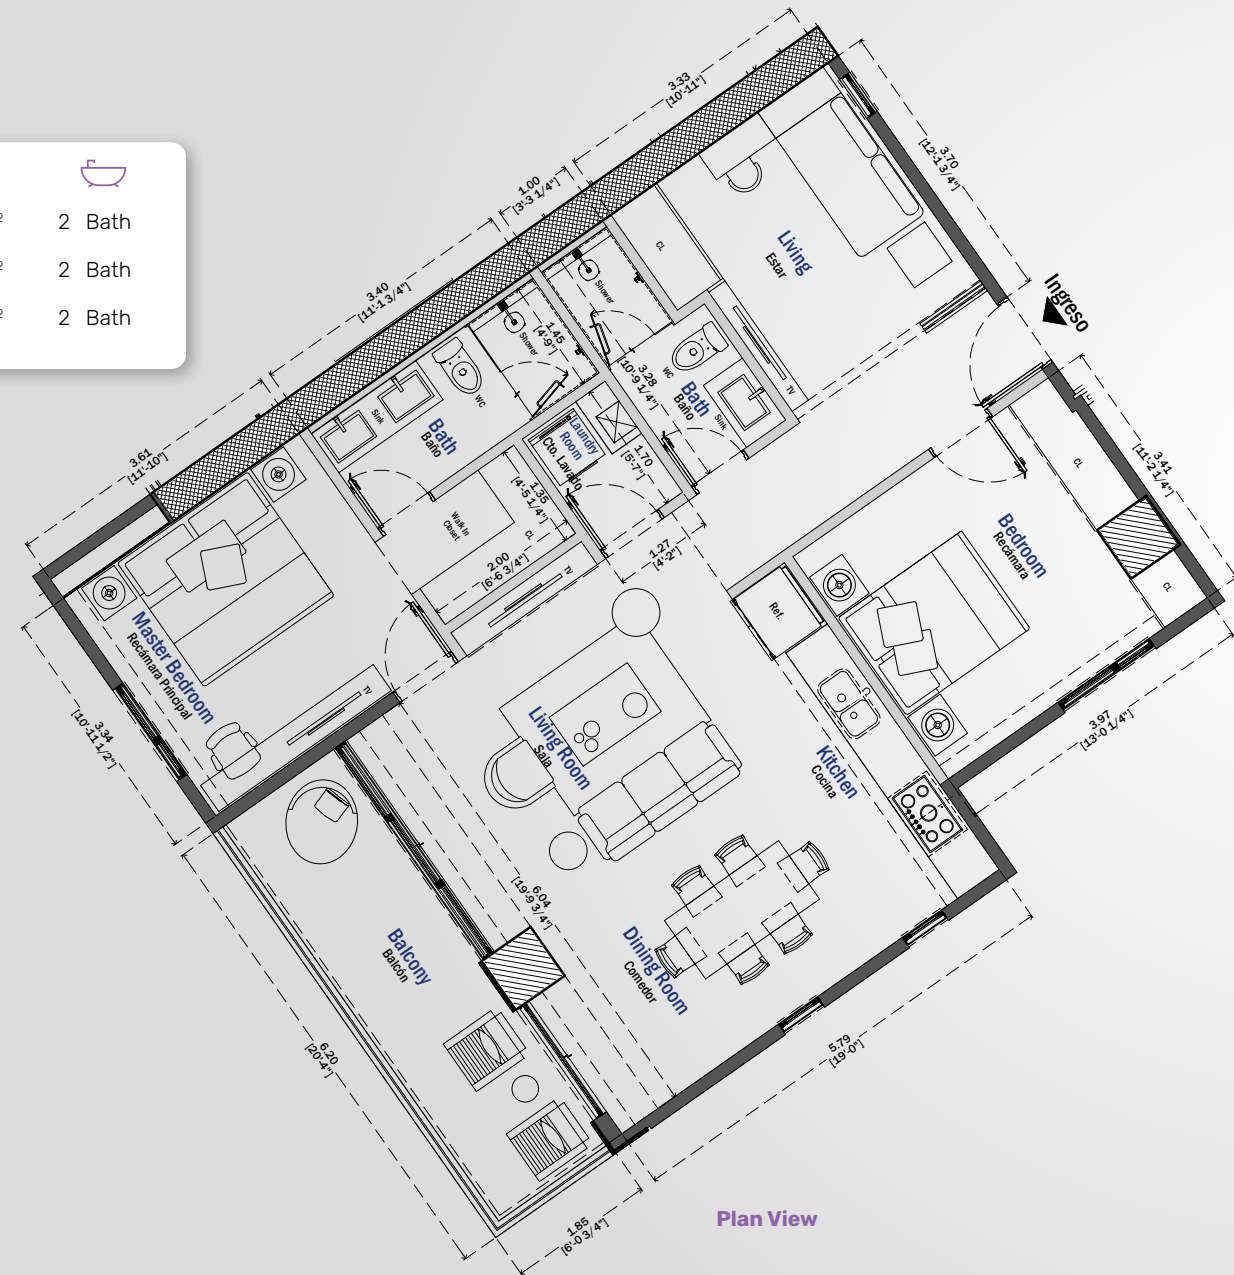 2 Bath
2 Bath
2 Bath
2
2
2
3.33
[10'-11"]
3.70
[12'-1 3/4"]
1.00
[3'-3 1/4"]
3.40
[11'-1 3/4"]
3.61
[11'-10"]
Living
Estar
CL
TV
Ingreso
Shower
Shower
1.45
[4'-9"]
3.28
[10'-9 1/4"]
WC
Bath
Baño
Sink
Sink
WC
Bath
Baño
Laundry
Room
Cto. Lavado
1.70
[5'-7"]
1.35
[4'-5 1/4"]
Walk In
Closet
CL
2.00
[6'-6 3/4"]
TV
1.27
[4'-2"]
CL
3.41
[11'-2 1/4"]
Bedroom
Recámara
CL
Ref.
Master Bedroom
Recámara Principal
TV
3.34
[10'-11 1/2"]
Living Room
Sala
Kitchen
Cocina
3.97
[13'-0 1/4"]
6.04
[19'-9 3/4"]
Balcony
Balcón
Dining Room
Comedor
6.20
[20'-4"]
5.79
[19'-0"]
1.85
[6'-0 3/4"]
Plan View